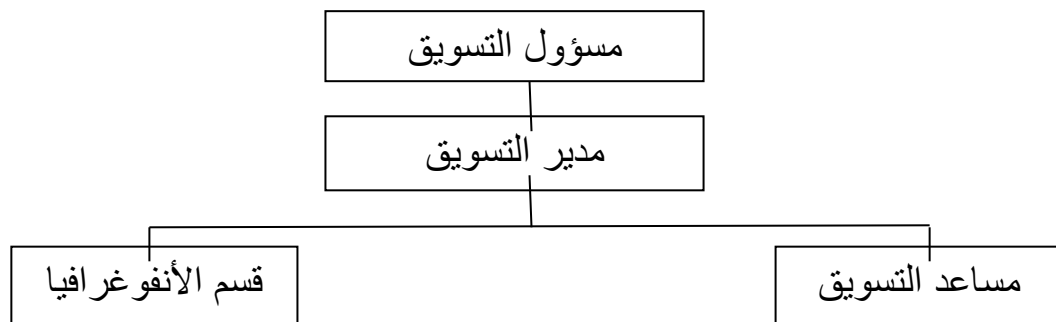 مسؤول التسويق
مدير التسويق
مساعد التسويق
قسم الأنفوغرافيا